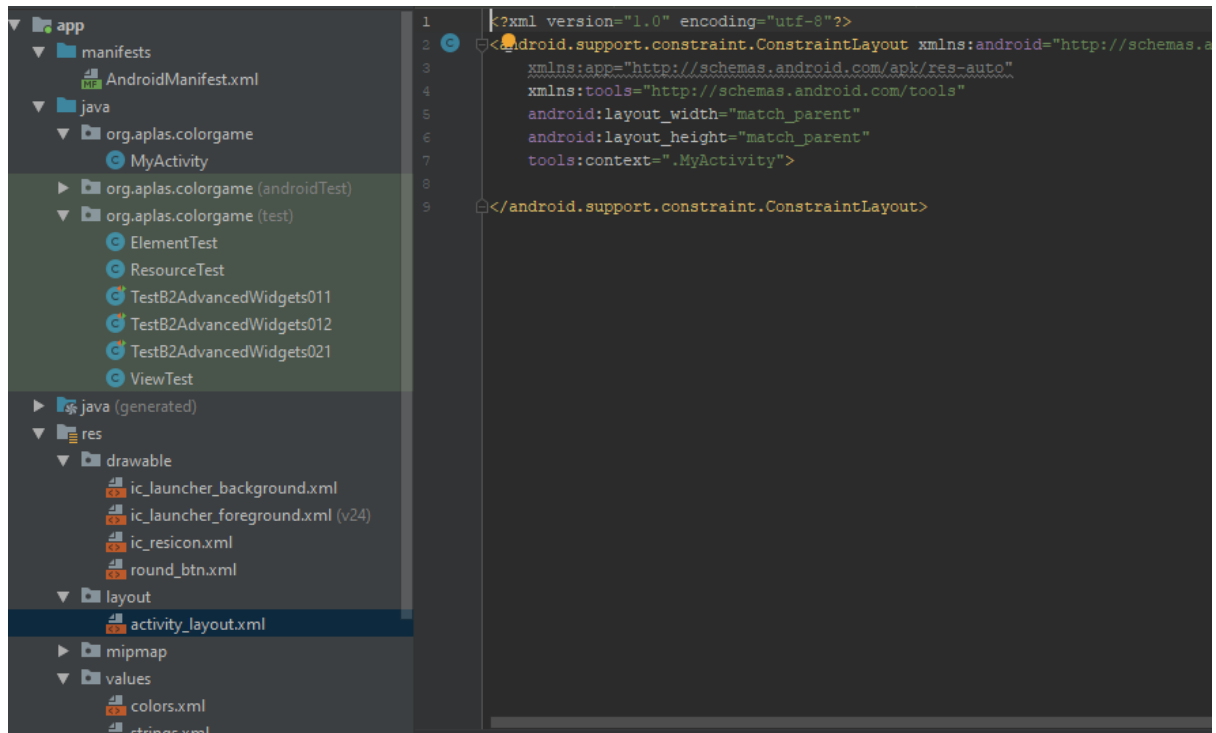 app
manifests
AndroidManifest.xml
java
org.aplas.colorgame
MyActivity
org.aplas.colorgame (androidTest)
org.aplas.colorgame (test)
ElementTest
ResourceTest
TestB2AdvancedWidgets011
TestB2AdvancedWidgets012
TestB2AdvancedWidgets021
ViewTest
java (generated)
res
drawable
ic_launcher_background.xml
ic_launcher_foreground.xml (v24)
ic_resicon.xml
round_btn.xml
layout
activity_layout.xml
mipmap
values
colors.xml
strings.xml
1 <?xml version="1.0" encoding="utf-8"?>
2 <android.support.constraint.ConstraintLayout xmlns:android="http://schemas.a
3 xmlns:app="http://schemas.android.com/apk/res-auto"
4 xmlns:tools="http://schemas.android.com/tools"
5 android:layout_width="match_parent"
6 android:layout_height="match_parent"
7 tools:context=".MyActivity">
8
9 </android.support.constraint.ConstraintLayout>